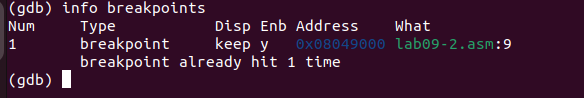 (gdb) info breakpoints
Num     Type           Disp Enb Address    What
1       breakpoint     keep y   0x08049000 lab09-2.asm:9
        breakpoint already hit 1 time
(gdb)